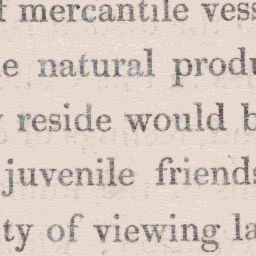 f mercantile vess
e natural produ
reside would b
juvenile friends
ty of viewing la